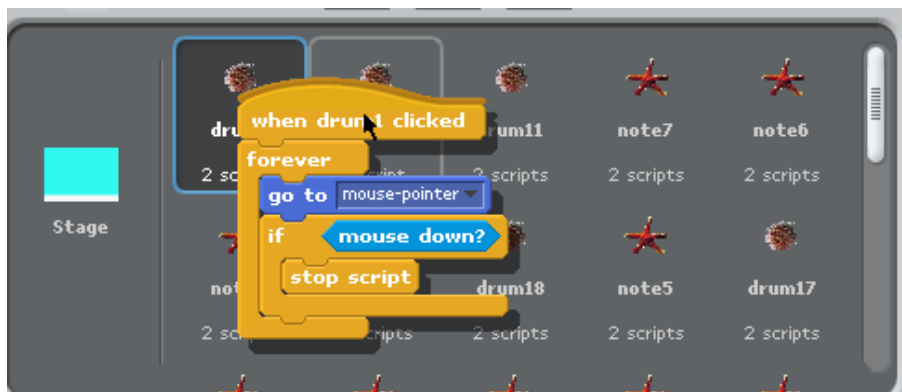 when drum1 clicked
forever
go to mouse-pointer
if mouse down?
stop script
Stage
note7
note6
2 scripts
2 scripts
2 scripts
drum18
note5
drum17
2 scripts
2 scripts
2 scripts